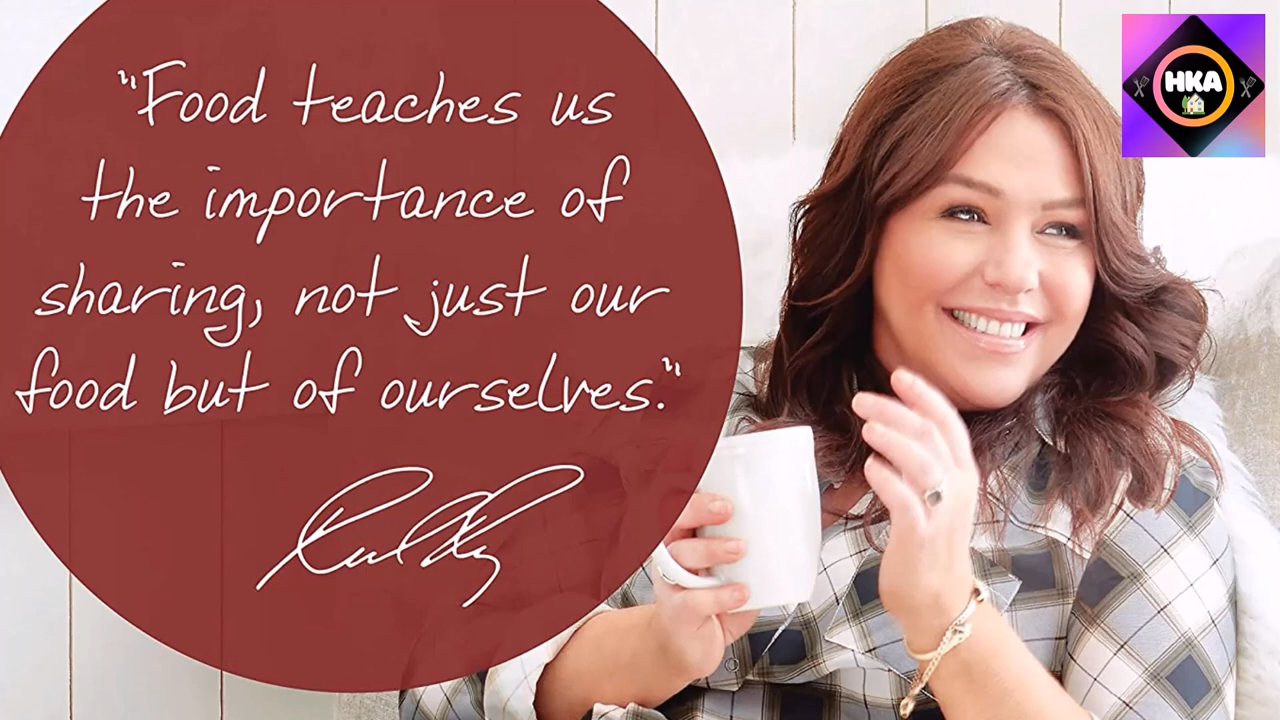 "Food teaches us
the importance of
sharing, not just our
food but of ourselves."
HKA